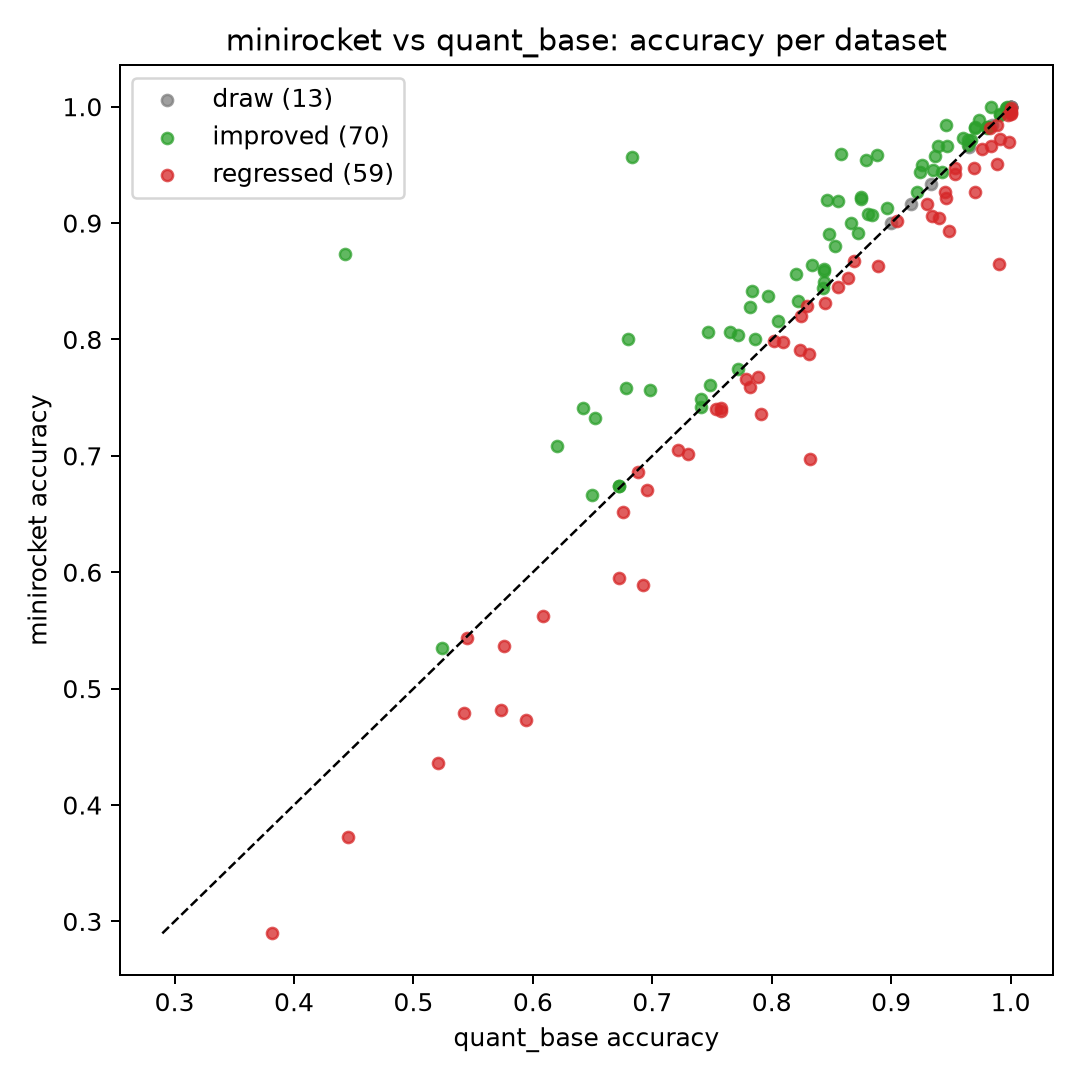 minirocket vs quant_base: accuracy per dataset
draw (13)
improved (70)
regressed (59)
minirocket accuracy
1.0
0.9
0.8
0.7
0.6
0.5
0.4
0.3
0.3 0.4 0.5 0.6 0.7 0.8 0.9 1.0
quant_base accuracy